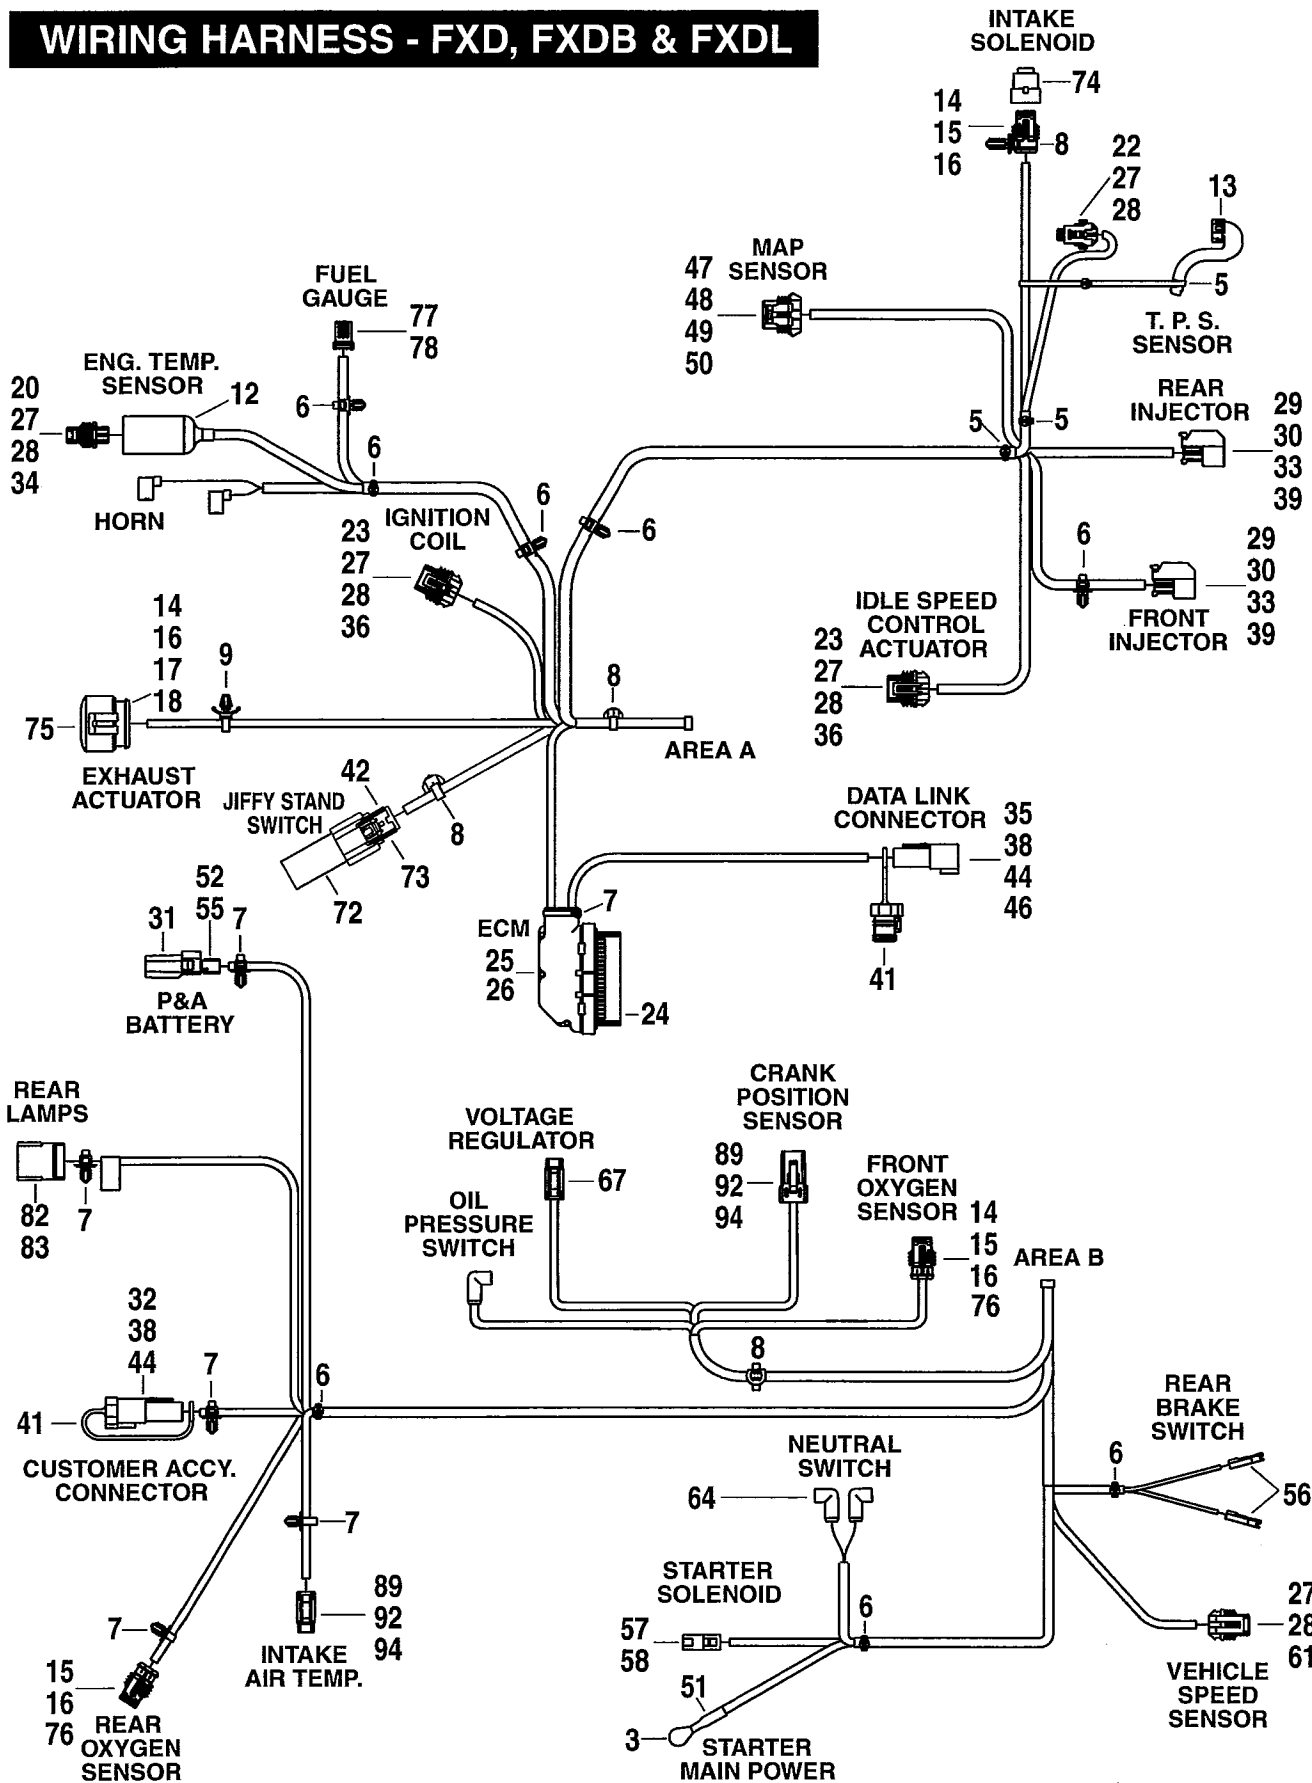 WIRING HARNESS - FXD, FXDB & FXDL
INTAKE
SOLENOID
74
14
15
16
8
22
27
28
13
5
T. P. S.
SENSOR
MAP
SENSOR
47
48
49
50
FUEL
GAUGE
77
78
ENG. TEMP.
SENSOR
12
20
27
28
34
6
6
HORN
REAR
INJECTOR
29
30
33
39
5
5
6
6
IGNITION
COIL
23
27
28
36
6
29
30
33
39
FRONT
INJECTOR
IDLE SPEED
CONTROL
ACTUATOR
23
27
28
36
14
16
17
18
9
75
EXHAUST
ACTUATOR
8
AREA A
JIFFY STAND
SWITCH
42
8
73
72
DATA LINK
CONNECTOR
35
38
44
46
41
7
ECM
25
26
24
52
55
31
7
P&A
BATTERY
REAR
LAMPS
82
83
7
VOLTAGE
REGULATOR
67
CRANK
POSITION
SENSOR
89
92
94
OIL
PRESSURE
SWITCH
FRONT
OXYGEN
SENSOR
14
15
16
76
AREA B
8
32
38
44
7
6
41
CUSTOMER ACCY.
CONNECTOR
REAR
BRAKE
SWITCH
6
56
NEUTRAL
SWITCH
64
7
89
92
94
INTAKE
AIR TEMP.
7
15
16
76
REAR
OXYGEN
SENSOR
STARTER
SOLENOID
57
58
6
51
3
STARTER
MAIN POWER
27
28
61
VEHICLE
SPEED
SENSOR